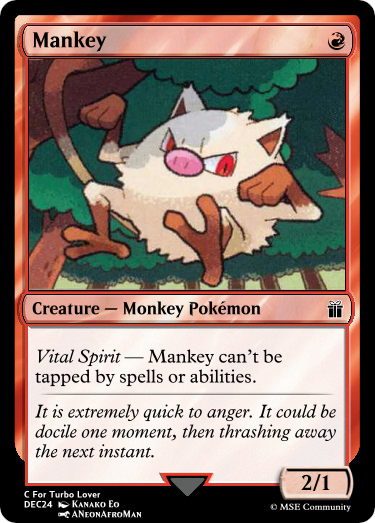 Mankey
Creature — Monkey Pokémon
Vital Spirit — Mankey can't be
tapped by spells or abilities.
It is extremely quick to anger. It could be
docile one moment, then thrashing away
the next instant.
2/1
C For Turbo Lover
DEC24 Kanako Eo
ANeonAfroMan
© MSE Community